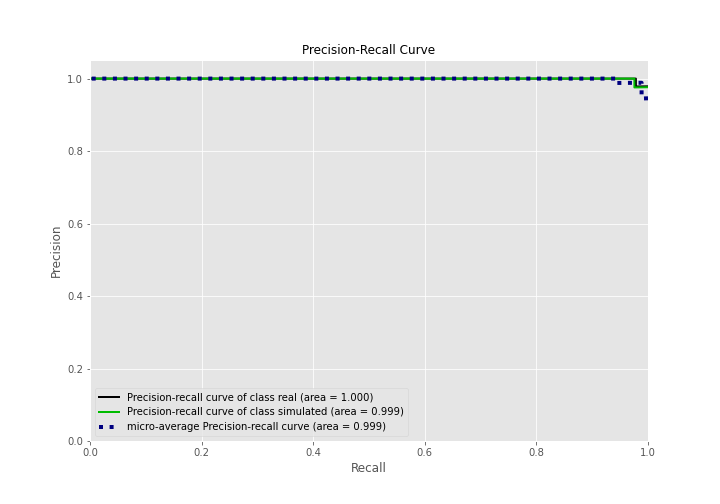 Precision-Recall Curve
1.0
0.8
0.6
0.4
0.2
0.0
Precision
Precision-recall curve of class real (area = 1.000)
Precision-recall curve of class simulated (area = 0.999)
micro-average Precision-recall curve (area = 0.999)
0.0 0.2 0.4 0.6 0.8 1.0
Recall